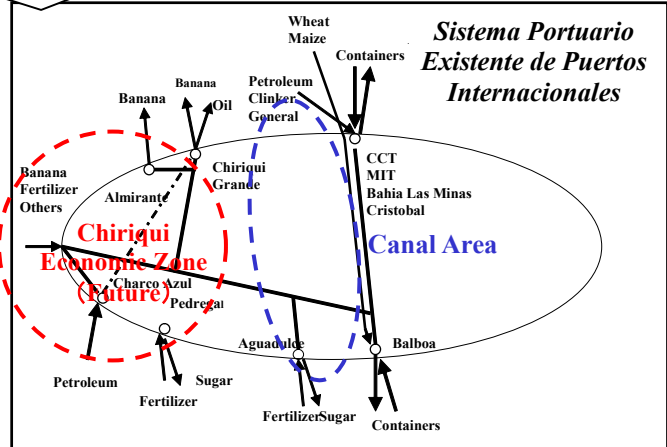 Sistema Portuario
Existente de Puertos
Internacionales
Wheat
Maize
Containers
Petroleum
Clinker
General
Banana
Banana
Oil
Banana
Fertilizer
Others
Almirante
Chiriqui
Grande
CCT
MIT
Bahia Las Minas
Cristobal
Chiriqui
Economic Zone
(Future)
Canal Area
Charco Azul
Pedregal
Aguadulce
Balboa
Petroleum
Sugar
Fertilizer
FertilizerSugar
Containers